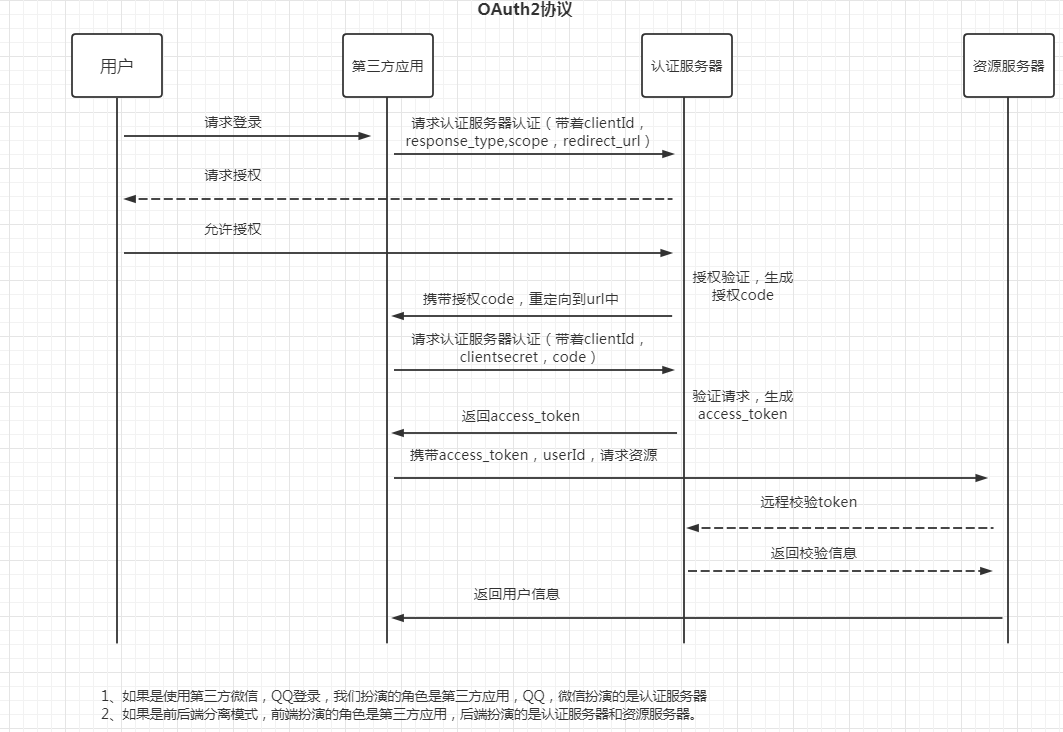 OAuth2协议
用户
第三方应用
认证服务器
资源服务器
请求登录
请求认证服务器认证（带着clientId，
response_type,scope，redirect_url）
请求授权
允许授权
授权验证，生成
授权code
携带授权code，重定向到url中
请求认证服务器认证（带着clientId，
clientsecret，code）
验证请求，生成
access_token
返回access_token
携带access_token，userId，请求资源
远程校验token
返回校验信息
返回用户信息
1、如果是使用第三方微信，QQ登录，我们扮演的角色是第三方应用，QQ，微信扮演的是认证服务器
2、如果是前后端分离模式，前端扮演的角色是第三方应用，后端扮演的是认证服务器和资源服务器。